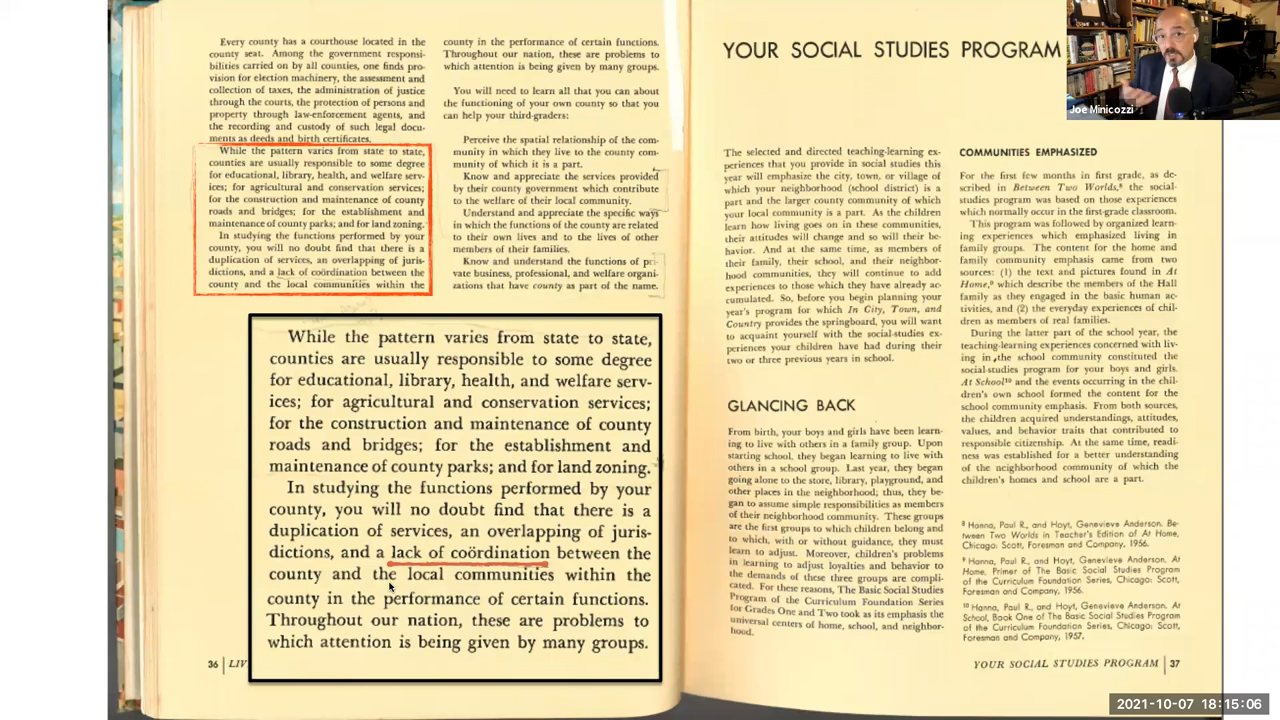 Every county has a courthouse located in the
county seat. Among the government responsi-
bilities carried on by all counties, one finds pro-
vision for election machinery, the assessment and
collection of taxes, the administration of justice
through the courts, the protection of persons and
property through law-enforcement agents, and
the recording and custody of such legal docu-
ments as deeds and birth certificates.
While the pattern varies from state to state,
counties are usually responsible to some degree
for educational, library, health, and welfare serv-
ices; for agricultural and conservation services;
for the construction and maintenance of county
roads and bridges; for the establishment and
maintenance of county parks; and for land zoning.
In studying the functions performed by your
county, you will no doubt find that there is a
duplication of services, an overlapping of juris-
dictions, and a lack of coördination between the
county and the local communities within the
county in the performance of certain functions.
Throughout our nation, these are problems to
which attention is being given by many groups.
You will need to learn all that you can about
the functioning of your own county so that you
can help your third-graders:
Perceive the spatial relationship of the com-
munity in which they live to the county com-
munity of which it is a part.
Know and appreciate the services provided
by their county government which contribute
to the welfare of their local community.
Understand and appreciate the specific ways
in which the functions of the county are related
to their own lives and to the lives of other
members of their families.
Know and understand the functions of pri-
vate business, professional, and welfare organi-
zations that have county as part of the name.
While the pattern varies from state to state,
counties are usually responsible to some degree
for educational, library, health, and welfare serv-
ices; for agricultural and conservation services;
for the construction and maintenance of county
roads and bridges; for the establishment and
maintenance of county parks; and for land zoning.
In studying the functions performed by your
county, you will no doubt find that there is a
duplication of services, an overlapping of juris-
dictions, and a lack of coördination between the
county and the local communities within the
county in the performance of certain functions.
Throughout our nation, these are problems to
which attention is being given by many groups.
36 LIV
YOUR SOCIAL STUDIES PROGRAM
The selected and directed teaching-learning ex-
periences that you provide in social studies this
year will emphasize the city, town, or village of
which your neighborhood (school district) is a
part and the larger county community of which
your local community is a part. As the children
learn how living goes on in these communities,
their attitudes will change and so will their be-
havior. And at the same time, as members of
their family, their school, and their neighbor-
hood communities, they will continue to add
experiences to those which they have already ac-
cumulated. So, before you begin planning your
year's program for which In City, Town, and
Country provides the springboard, you will want
to acquaint yourself with the social-studies ex-
periences your children have had during their
two or three previous years in school.
GLANCING BACK
From birth, your boys and girls have been learn-
ing to live with others in a family group. Upon
starting school, they began learning to live with
others in a school group. Last year, they began
going alone to the store, library, playground, and
other places in the neighborhood; thus, they be-
gan to assume simple responsibilities as members
of their neighborhood community. These groups
are the first groups to which children belong and
to which, with or without guidance, they must
learn to adjust. Moreover, children's problems
in learning to adjust loyalties and behavior to
the demands of these three groups are compli-
cated. For these reasons, The Basic Social Studies
Program of the Curriculum Foundation Series
for Grades One and Two took as its emphasis the
universal centers of home, school, and neighbor-
hood.
COMMUNITIES EMPHASIZED
For the first few months in first grade, as de-
scribed in Between Two Worlds,⁸ the social-
studies program was based on those experiences
which normally occur in the first-grade classroom.
This program was followed by organized learn-
ing experiences which emphasized living in
family groups. The content for the home and
family community emphasis came from two
sources: (1) the text and pictures found in At
Home,⁹ which describe the members of the Hall
family as they engaged in the basic human ac-
tivities, and (2) the everyday experiences of chil-
dren as members of real families.
During the latter part of the school year, the
teaching-learning experiences concerned with liv-
ing in the school community constituted the
social-studies program for your boys and girls.
At School¹⁰ and the events occurring in the chil-
dren's own school formed the content for the
school community emphasis. From both sources,
the children acquired understandings, attitudes,
values, and behavior traits that contributed to
responsible citizenship. At the same time, readi-
ness was established for a better understanding
of the neighborhood community of which the
children's homes and school are a part.
⁸ Hanna, Paul R., and Hoyt, Genevieve Anderson. Be-
tween Two Worlds in Teacher's Edition of At Home,
Chicago: Scott, Foresman and Company, 1956.
⁹ Hanna, Paul R., and Hoyt, Genevieve Anderson. At
Home, Primer of The Basic Social Studies Program
of the Curriculum Foundation Series, Chicago: Scott,
Foresman and Company, 1956.
¹⁰ Hanna, Paul R., and Hoyt, Genevieve Anderson. At
School, Book One of The Basic Social Studies Program
of the Curriculum Foundation Series, Chicago: Scott,
Foresman and Company, 1957.
YOUR SOCIAL STUDIES PROGRAM 37
Joe Minicozzi
2021-10-07 18:15:06